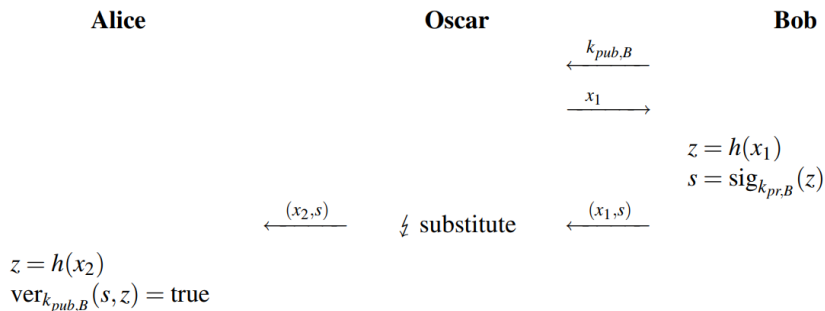 Alice Oscar Bob
k_{pub,B}
x_1
z = h(x_1)
s = sig_{k_{pr,B}}(z)
(x_2,s) ↯ substitute (x_1,s)
z = h(x_2)
ver_{k_{pub,B}}(s,z) = true